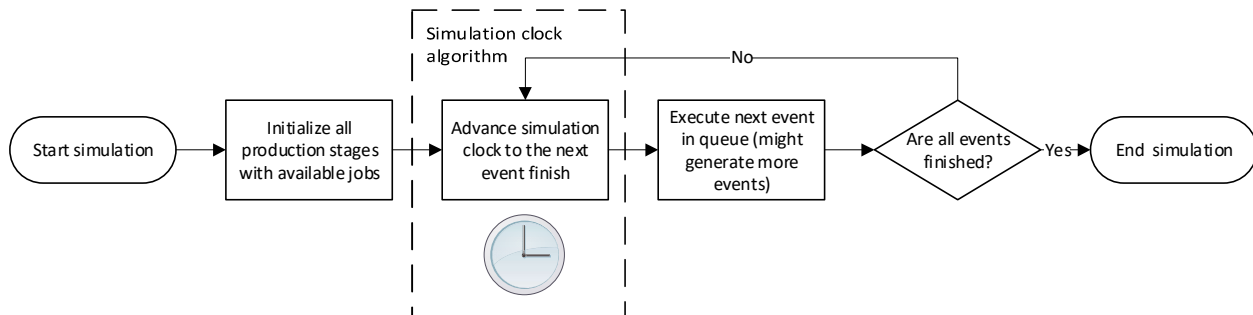 Simulation clock
algorithm
No
Start simulation
Initialize all
production stages
with available jobs
Advance simulation
clock to the next
event finish
Execute next event
in queue (might
generate more
events)
Are all events
finished?
Yes
End simulation